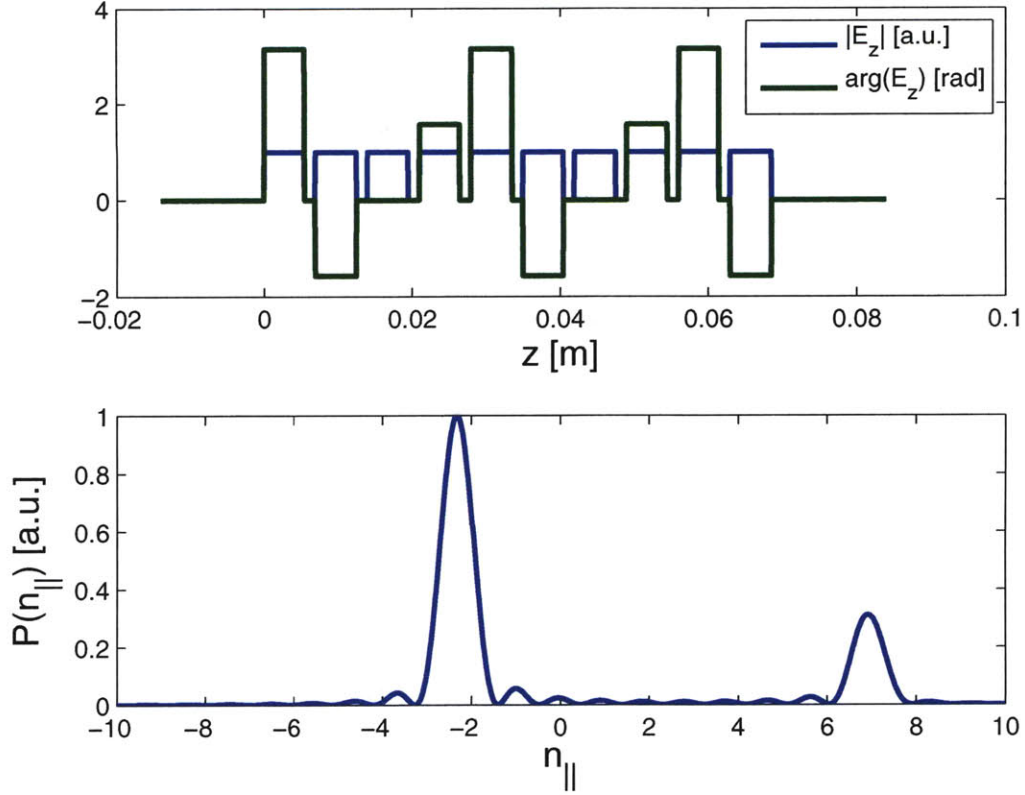 4
2
0
−2
|E_z| [a.u.]
arg(E_z) [rad]
−0.02 0 0.02 0.04 0.06 0.08 0.1
z [m]
P(n_||) [a.u.]
1
0.8
0.6
0.4
0.2
0
−10 −8 −6 −4 −2 0 2 4 6 8 10
n_||